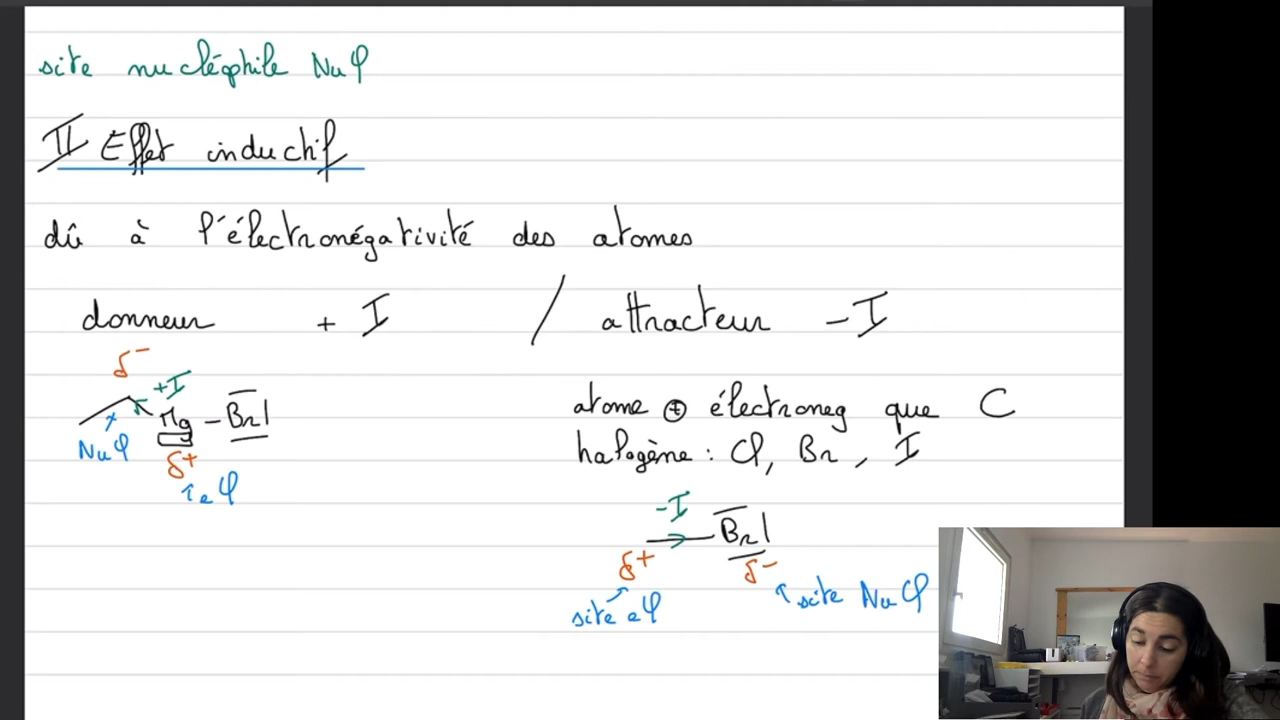 site nucléophile Nuφ
II Effet inductif
dû à l'électronégativité des atomes
donneur + I / attracteur - I
δ-
+I
Mg - Br
Nuφ
δ+
eφ
atome ⊕ électroneg que C
halogène : Cl, Br, I
-I
Br
δ+
δ-
site eφ
site Nuφ